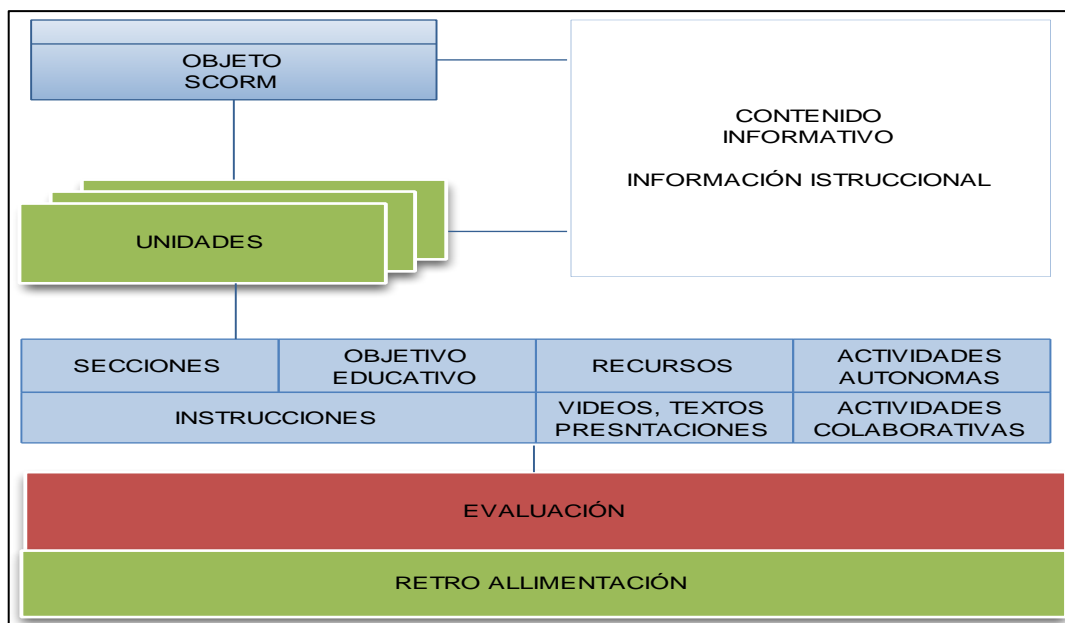 OBJETO
SCORM
CONTENIDO
INFORMATIVO
INFORMACIÓN ISTRUCCIONAL
UNIDADES
SECCIONES
OBJETIVO
EDUCATIVO
RECURSOS
ACTIVIDADES
AUTONOMAS
INSTRUCCIONES
VIDEOS, TEXTOS
PRESNTACIONES
ACTIVIDADES
COLABORATIVAS
EVALUACIÓN
RETRO ALLIMENTACIÓN